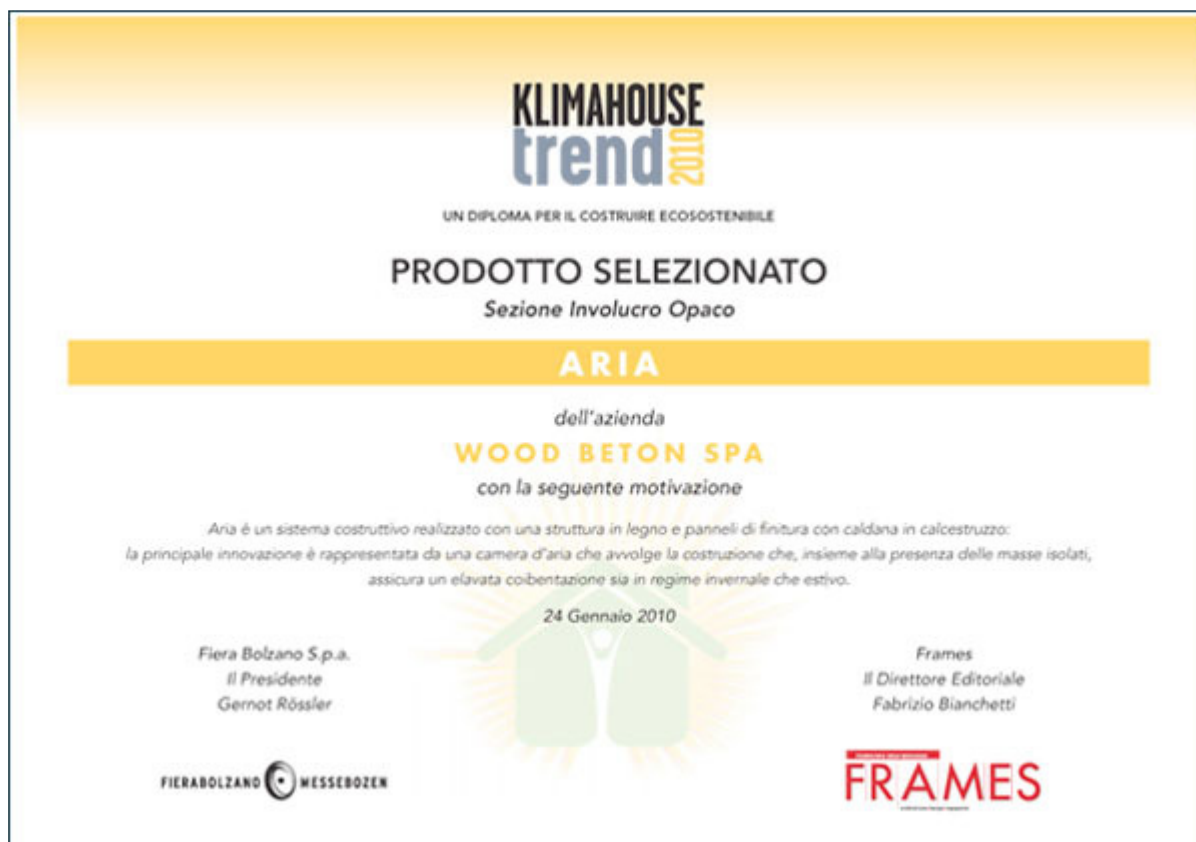 KLIMAHOUSE
trend 2010
UN DIPLOMA PER IL COSTRUIRE ECOSOSTENIBILE
PRODOTTO SELEZIONATO
Sezione Involucro Opaco
ARIA
dell'azienda
WOOD BETON SPA
con la seguente motivazione
Aria é un sistema costruttivo realizzato con una struttura in legno e panneli di finitura con caldana in calcestruzzo:
la principale innovazione è rappresentata da una camera d'aria che avvolge la costruzione che, insieme alla presenza delle masse isolati,
assicura un elavata coibentazione sia in regime invernale che estivo.
24 Gennaio 2010
Fiera Bolzano S.p.a.
Il Presidente
Gernot Rössler
Frames
Il Direttore Editoriale
Fabrizio Bianchetti
FIERABOLZANO MESSEBOZEN
FRAMES